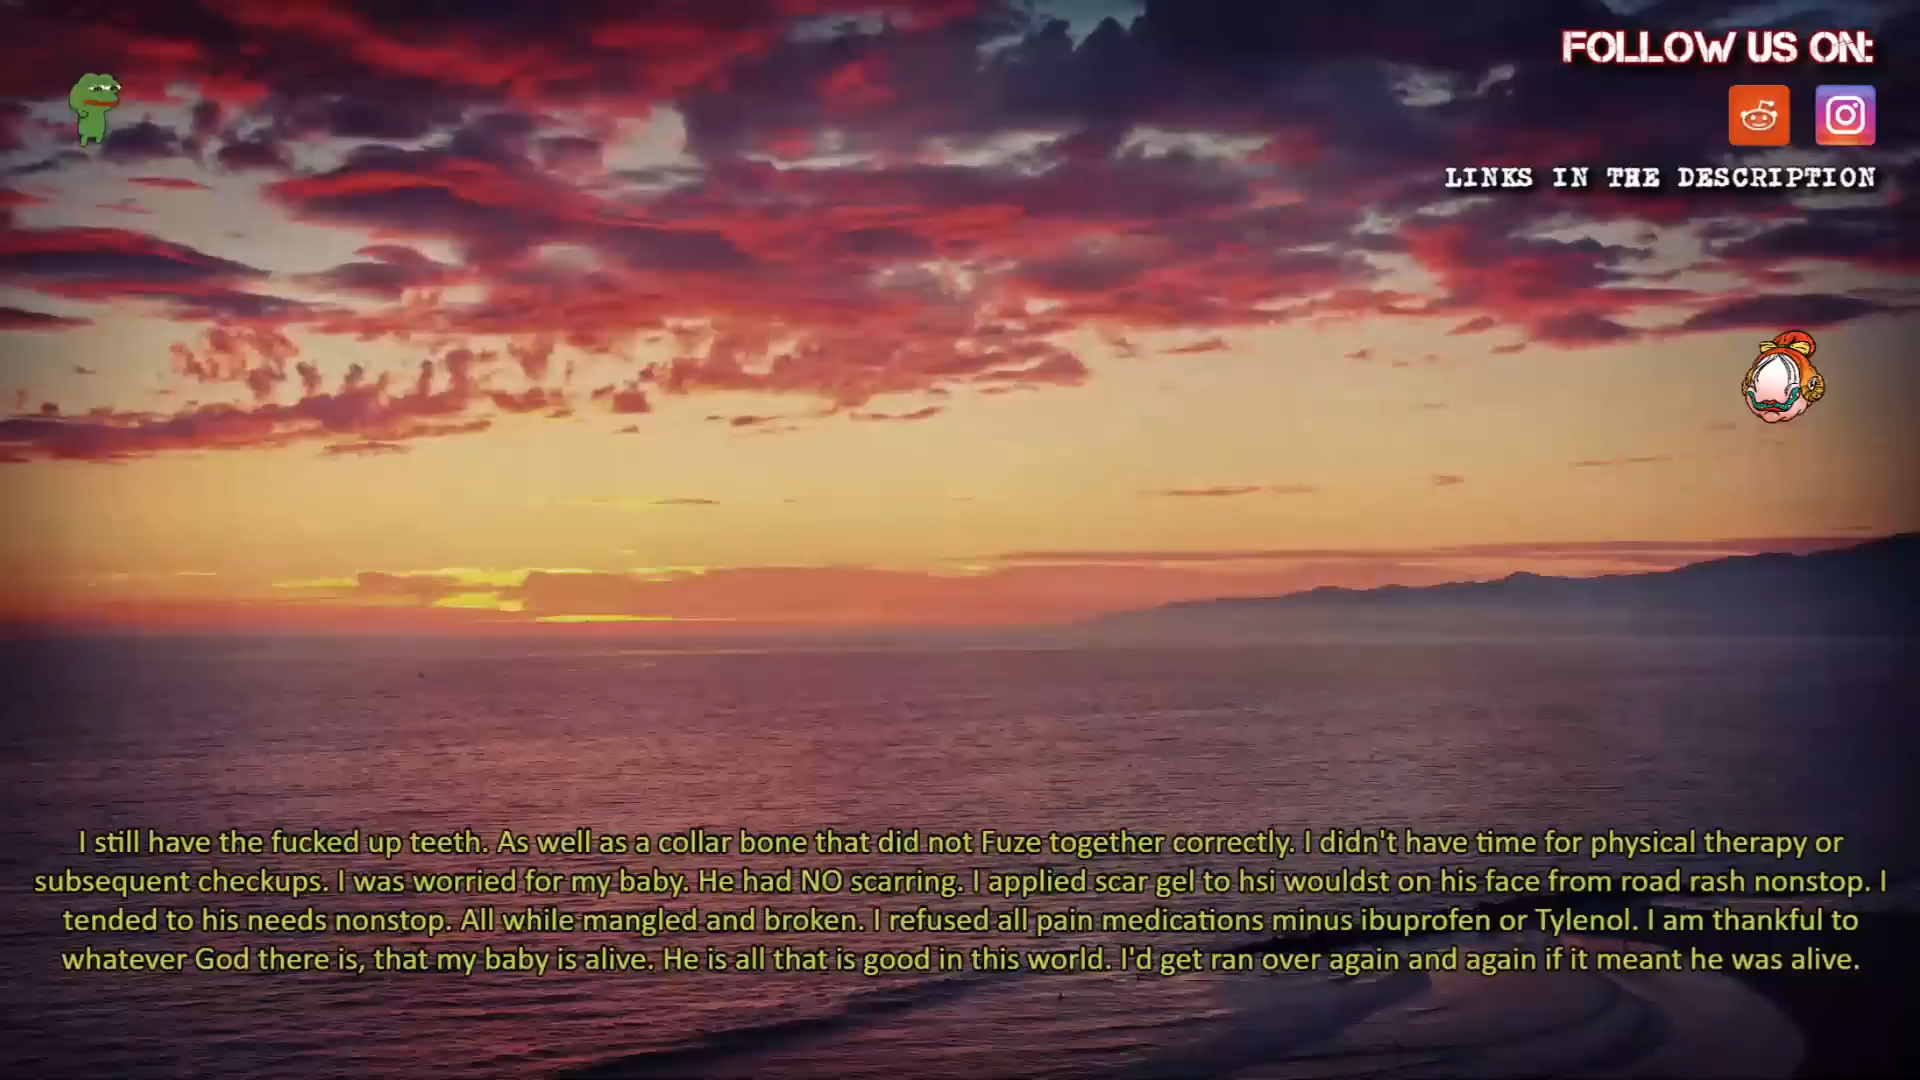 FOLLOW US ON:
LINKS IN THE DESCRIPTION
I still have the fucked up teeth. As well as a collar bone that did not Fuze together correctly. I didn't have time for physical therapy or
subsequent checkups. I was worried for my baby. He had NO scarring. I applied scar gel to hsi wouldst on his face from road rash nonstop. I
tended to his needs nonstop. All while mangled and broken. I refused all pain medications minus ibuprofen or Tylenol. I am thankful to
whatever God there is, that my baby is alive. He is all that is good in this world. I'd get ran over again and again if it meant he was alive.